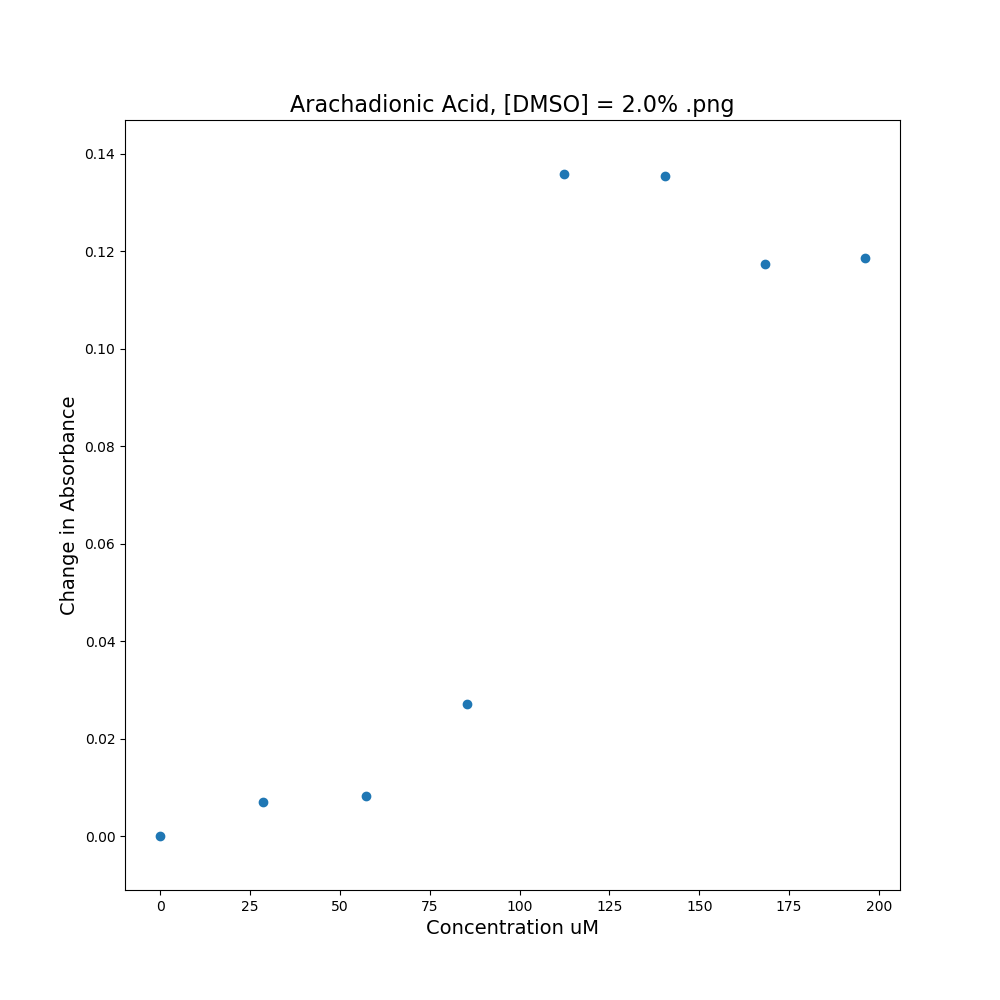 Arachadionic Acid, [DMSO] = 2.0% .png
0.14
0.12
0.10
0.08
0.06
0.04
0.02
0.00
Change in Absorbance
0 25 50 75 100 125 150 175 200
Concentration uM